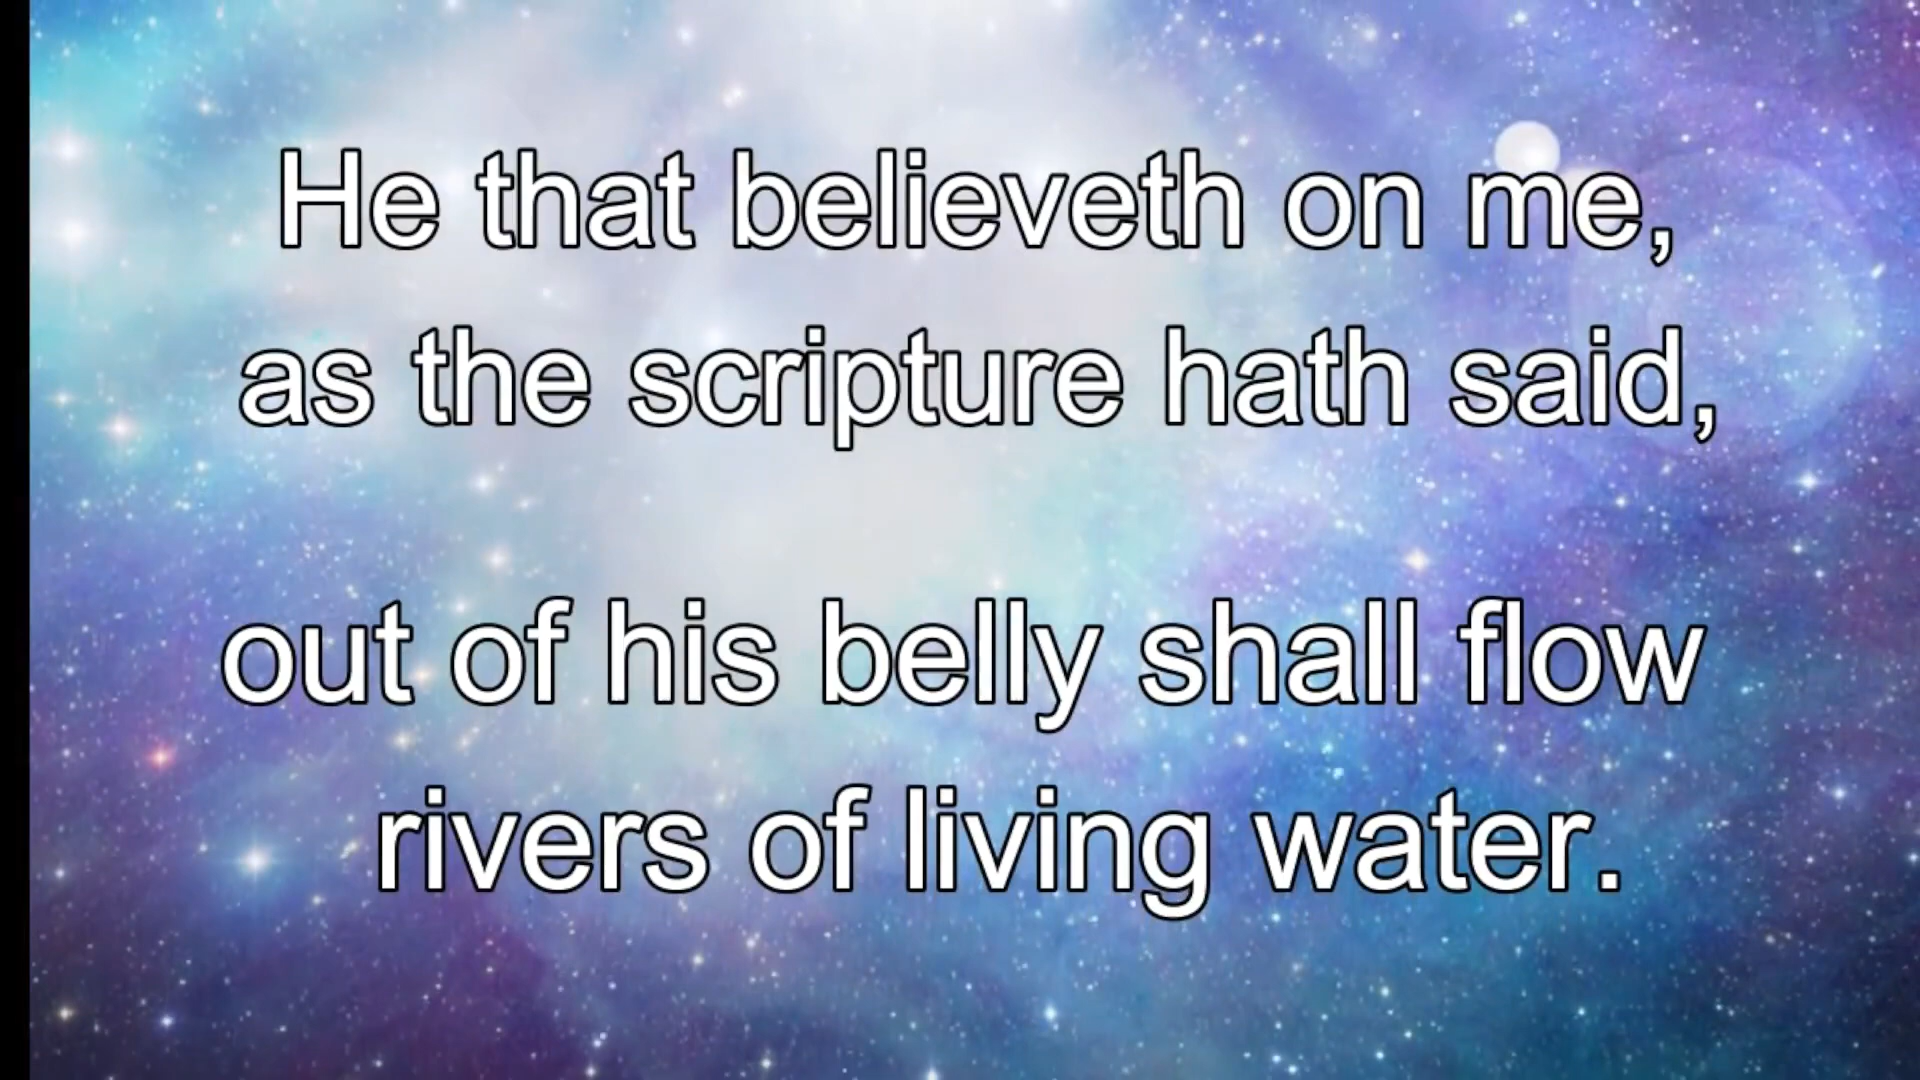 He that believeth on me,
as the scripture hath said,
out of his belly shall flow
rivers of living water.